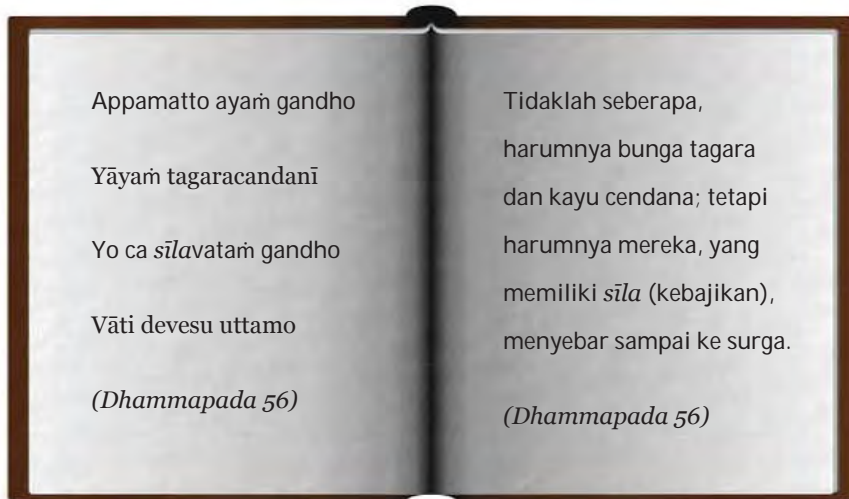 Appamatto ayaṁ gandho
Yāyaṁ tagaracandanī
Yo ca sīlavataṁ gandho
Vāti devesu uttamo
(Dhammapada 56)
Tidaklah seberapa,
harumnya bunga tagara
dan kayu cendana; tetapi
harumnya mereka, yang
memiliki sīla (kebajikan),
menyebar sampai ke surga.
(Dhammapada 56)